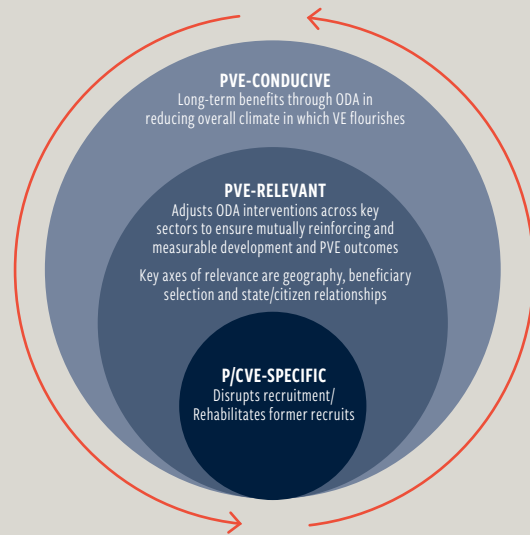 PVE-CONDUCIVE
Long-term benefits through ODA in
reducing overall climate in which VE flourishes
PVE-RELEVANT
Adjusts ODA interventions across key
sectors to ensure mutually reinforcing and
measurable development and PVE outcomes
Key axes of relevance are geography, beneficiary
selection and state/citizen relationships
P/CVE-SPECIFIC
Disrupts recruitment/
Rehabilitates former recruits